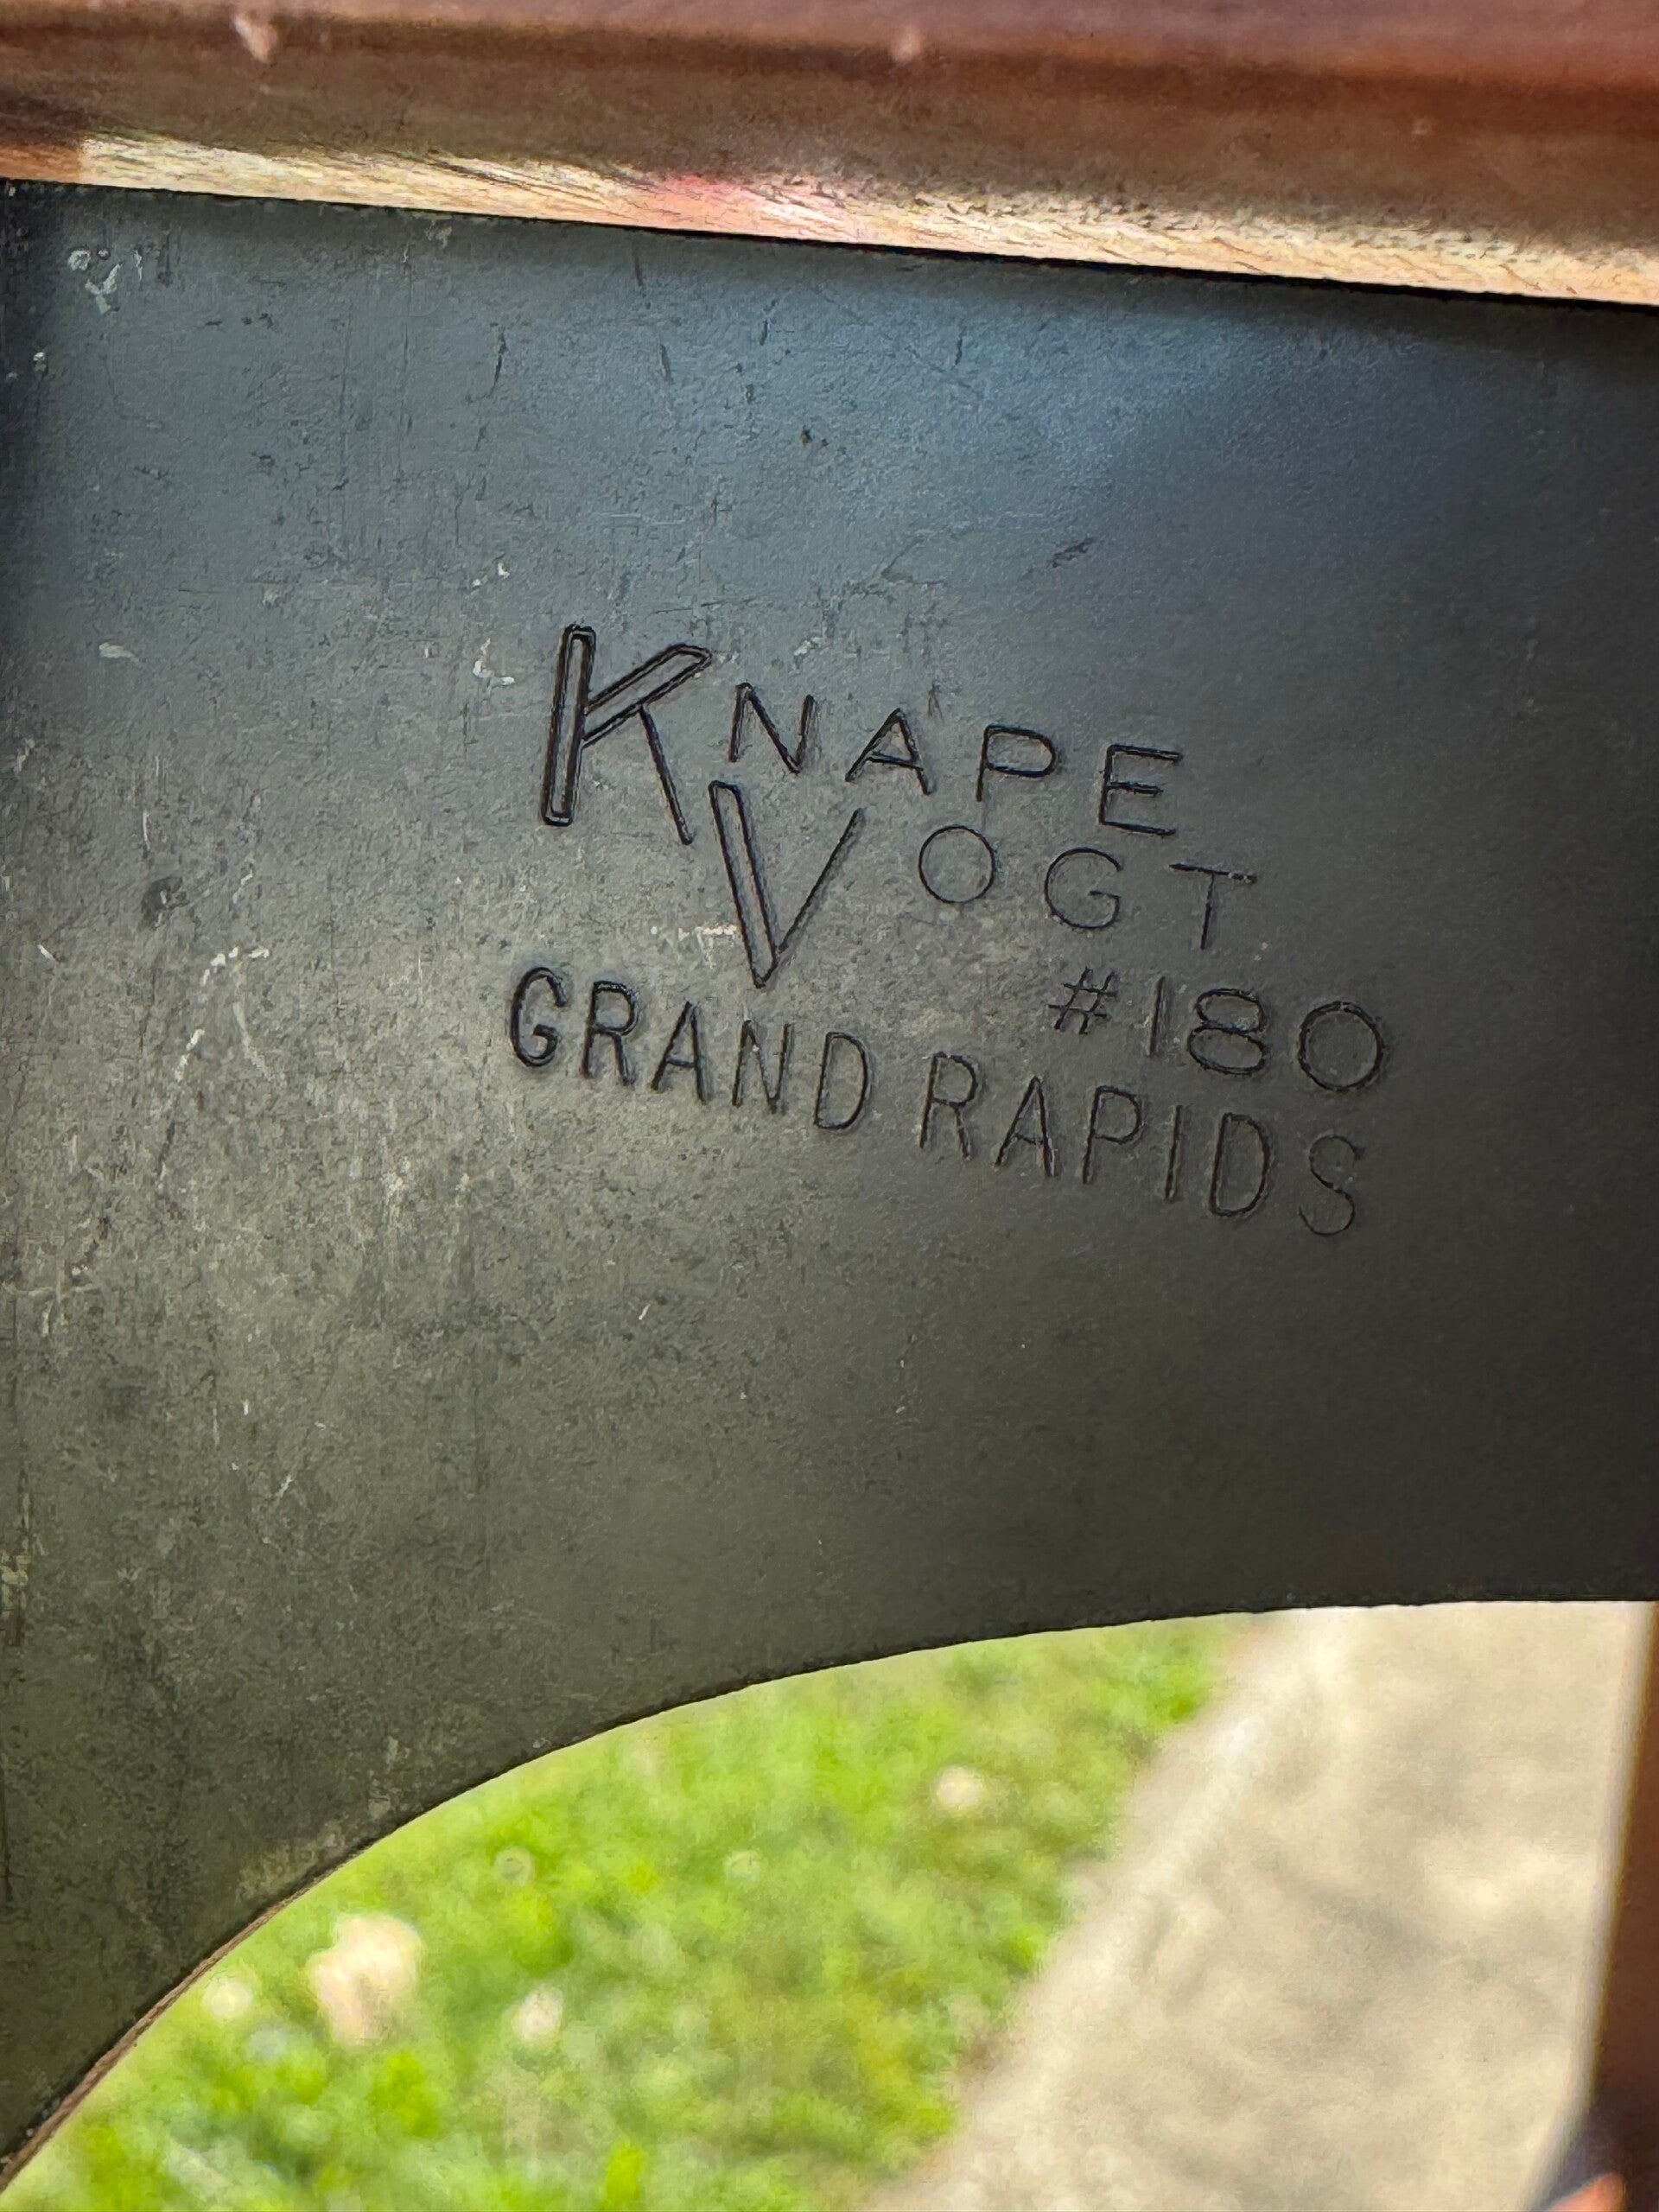 KNAPE
VOGT
#180
GRAND RAPIDS